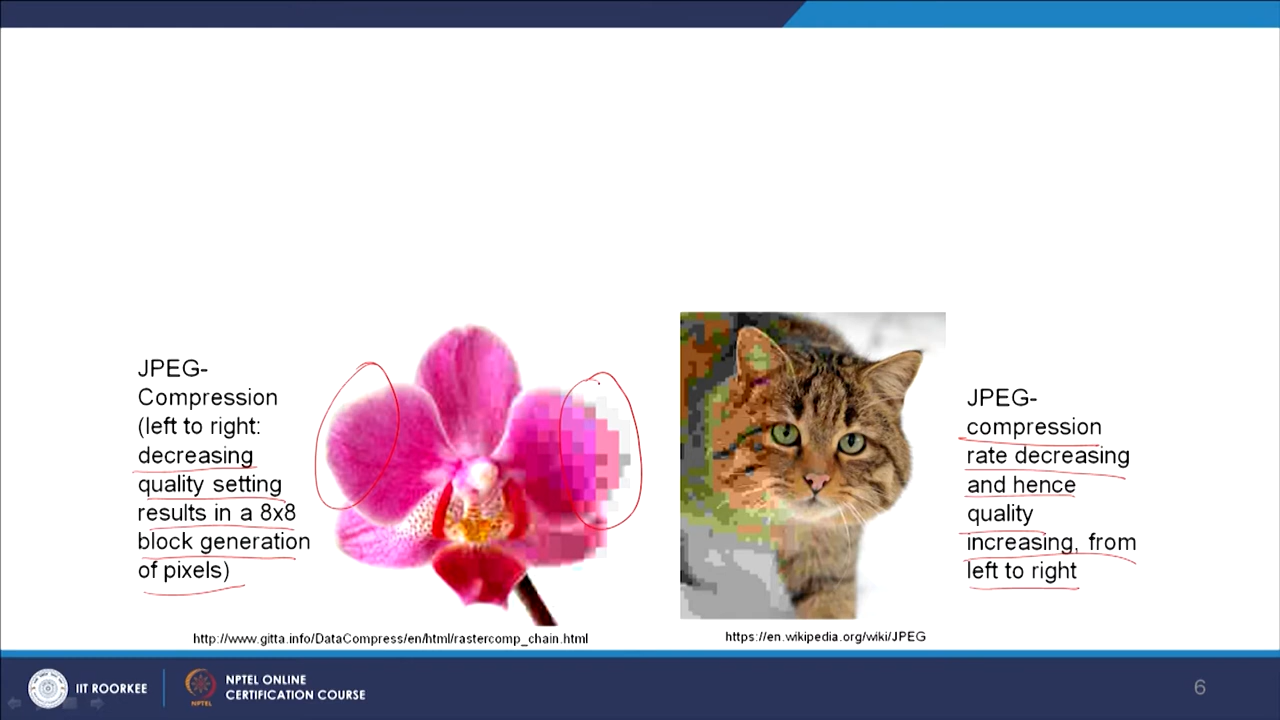 JPEG-
Compression
(left to right:
decreasing
quality setting
results in a 8x8
block generation
of pixels)
JPEG-
compression
rate decreasing
and hence
quality
increasing, from
left to right
http://www.gitta.info/DataCompress/en/html/rastercomp_chain.html
https://en.wikipedia.org/wiki/JPEG
IIT ROORKEE
NPTEL
NPTEL ONLINE
CERTIFICATION COURSE
6